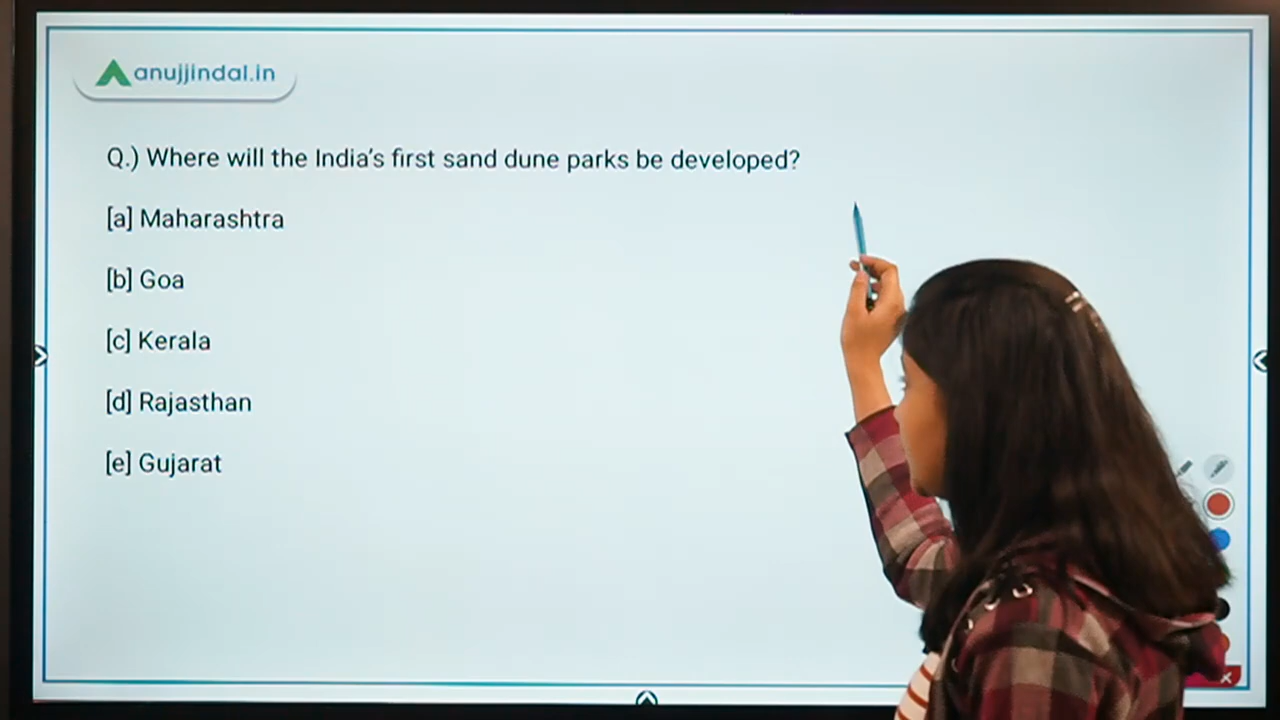 anujjindal.in
Q.) Where will the India's first sand dune parks be developed?
[a] Maharashtra
[b] Goa
[c] Kerala
[d] Rajasthan
[e] Gujarat